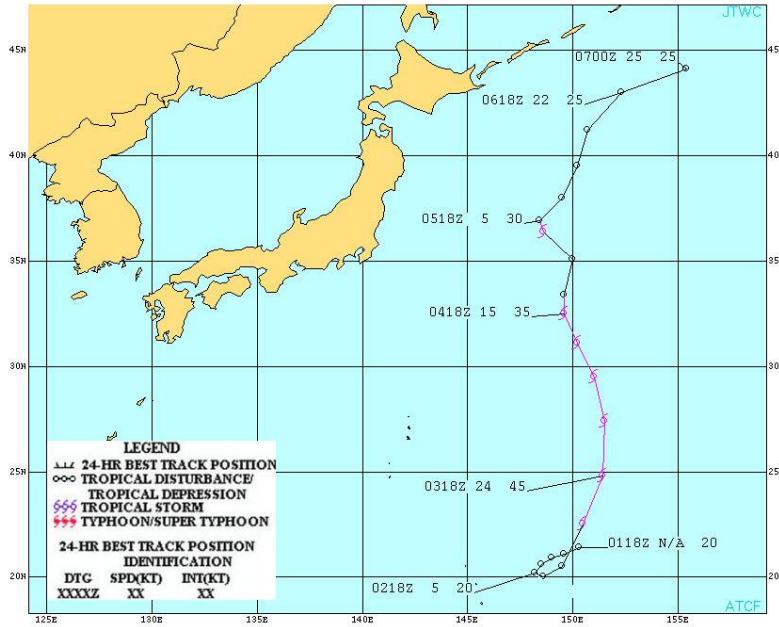 JTWC
45N
45
0700Z 25 25
0618Z 22 25
40N
40
0518Z 5 30
35N
35
0418Z 15 35
30N
30
LEGEND
24-HR BEST TRACK POSITION
TROPICAL DISTURBANCE/
TROPICAL DEPRESSION
TROPICAL STORM
TYPHOON/SUPER TYPHOON
25N
25
0318Z 24 45
24-HR BEST TRACK POSITION
IDENTIFICATION
DTG SPD(KT) INT(KT)
XXXXZ XX XX
0118Z N/A 20
20N
20
0218Z 5 20
ATCF
125E 130E 135E 140E 145E 150E 155E